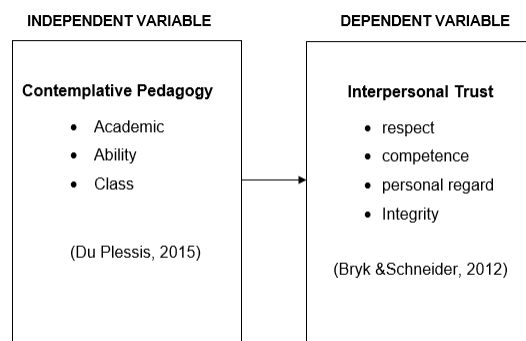 INDEPENDENT VARIABLE
Contemplative Pedagogy
• Academic
• Ability
• Class
(Du Plessis, 2015)
DEPENDENT VARIABLE
Interpersonal Trust
• respect
• competence
• personal regard
• Integrity
(Bryk &Schneider, 2012)